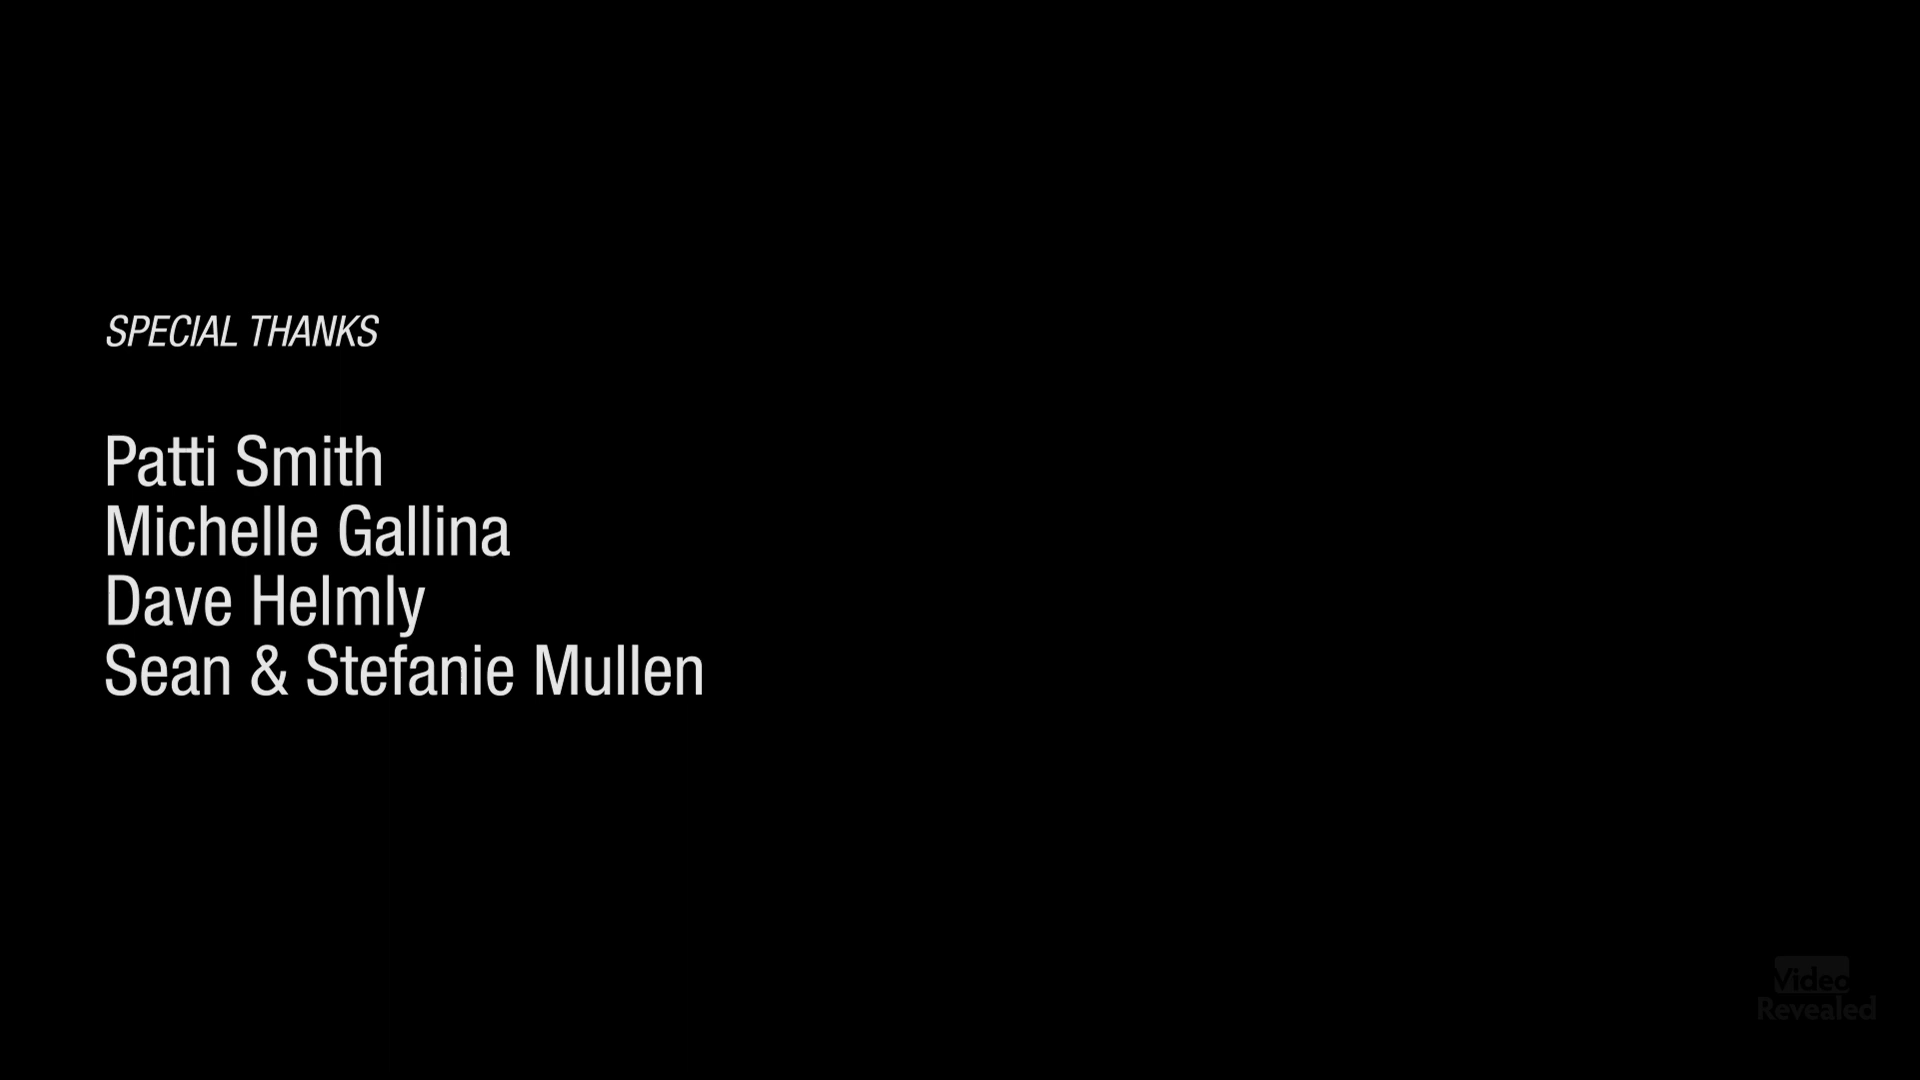 SPECIAL THANKS
Patti Smith
Michelle Gallina
Dave Helmly
Sean & Stefanie Mullen
Video
Revealed